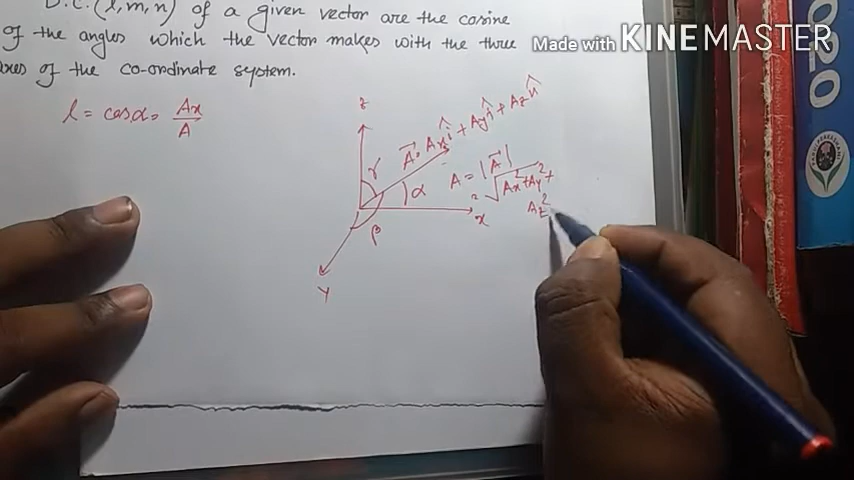 D.C.(l,m,n) of a given vector are the cosine
of the angles which the vector makes with the three
axes of the co-ordinate system.
Made with KINEMASTER
l = cosα = Ax/A
z
A⃗ = Axî + Ayĵ + Azk̂
γ
α
A = |A⃗|
= √Ax²+Ay²+
Az²
x
β
Y